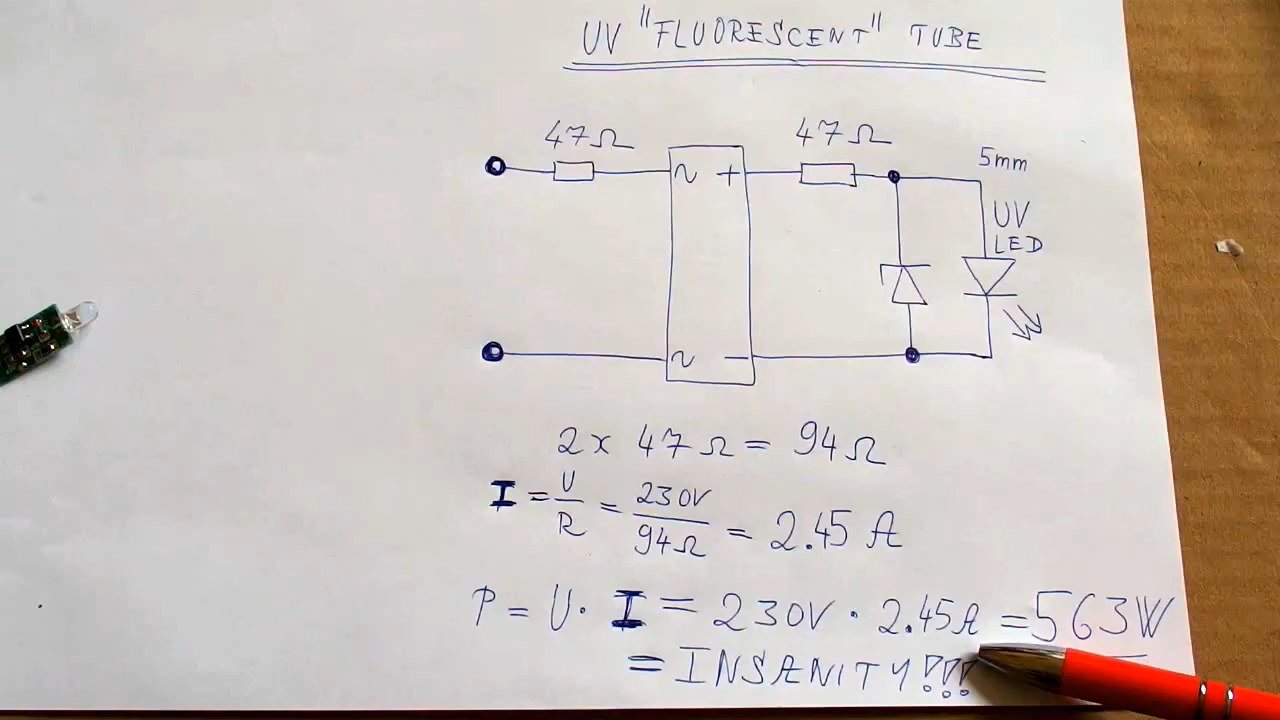 UV "FLUORESCENT" TUBE
47Ω 47Ω
5mm
~ +
UV
LED
~ −
2 x 47Ω = 94Ω
I = U/R = 230V/94Ω = 2.45 A
P = U · I = 230V · 2.45A = 563W
= INSANITY!!!